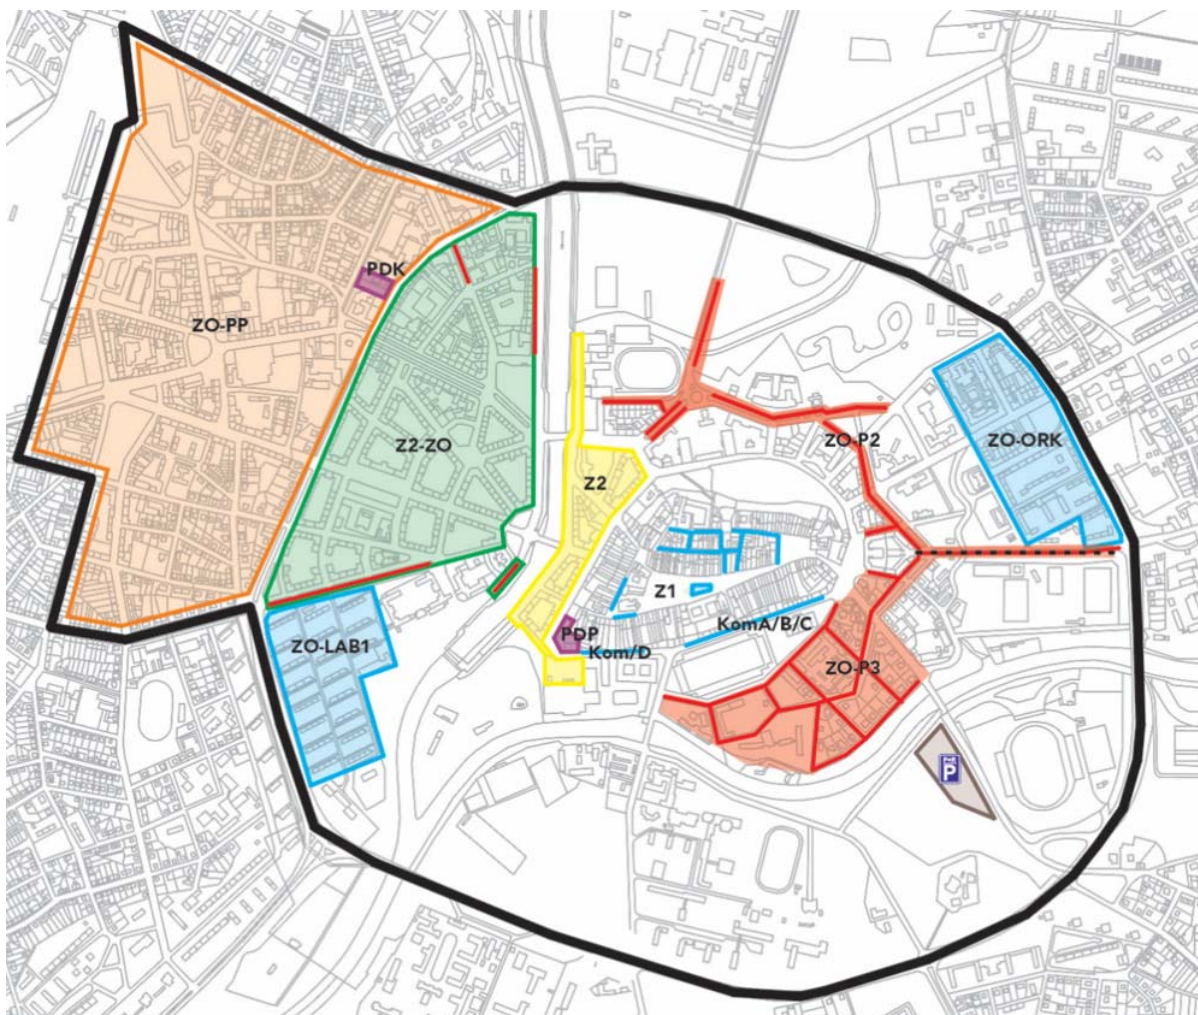 PDK
ZO-PP
Z2-ZO
ZO-P2
ZO-ORK
Z2
Z1
KomA/B/C
PDP
Kom/D
ZO-LAB1
ZO-P3
P